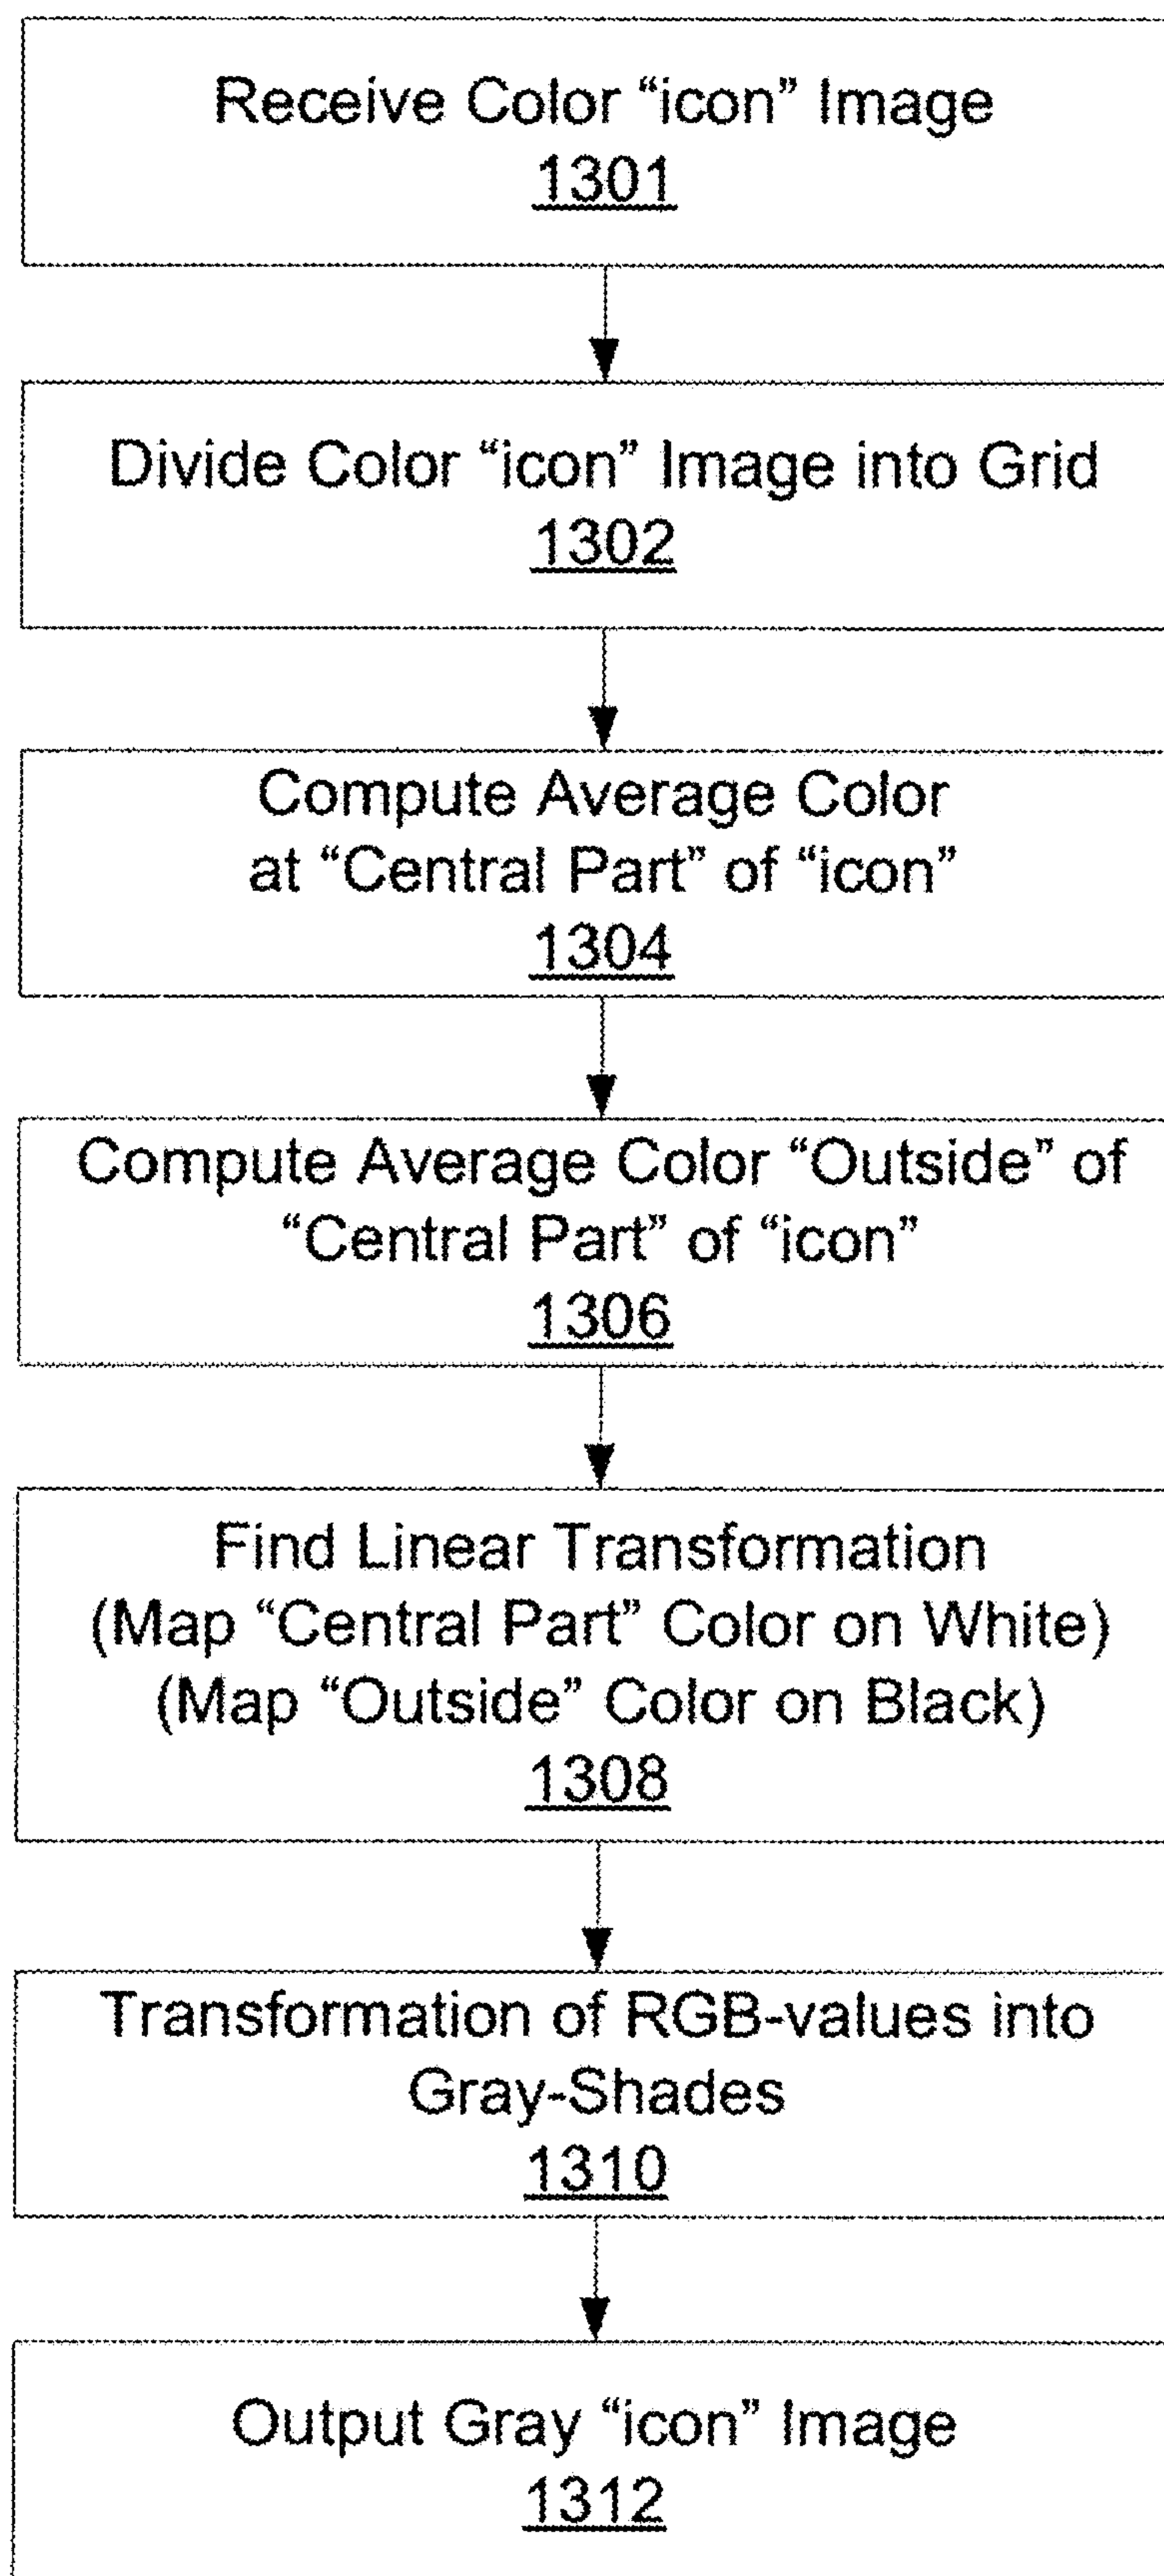 Receive Color “icon” Image
1301
Divide Color “icon” Image into Grid
1302
Compute Average Color
at “Central Part” of “icon”
1304
Compute Average Color “Outside” of
“Central Part” of “icon”
1306
Find Linear Transformation
(Map “Central Part” Color on White)
(Map “Outside” Color on Black)
1308
Transformation of RGB-values into
Gray-Shades
1310
Output Gray “icon” Image
1312